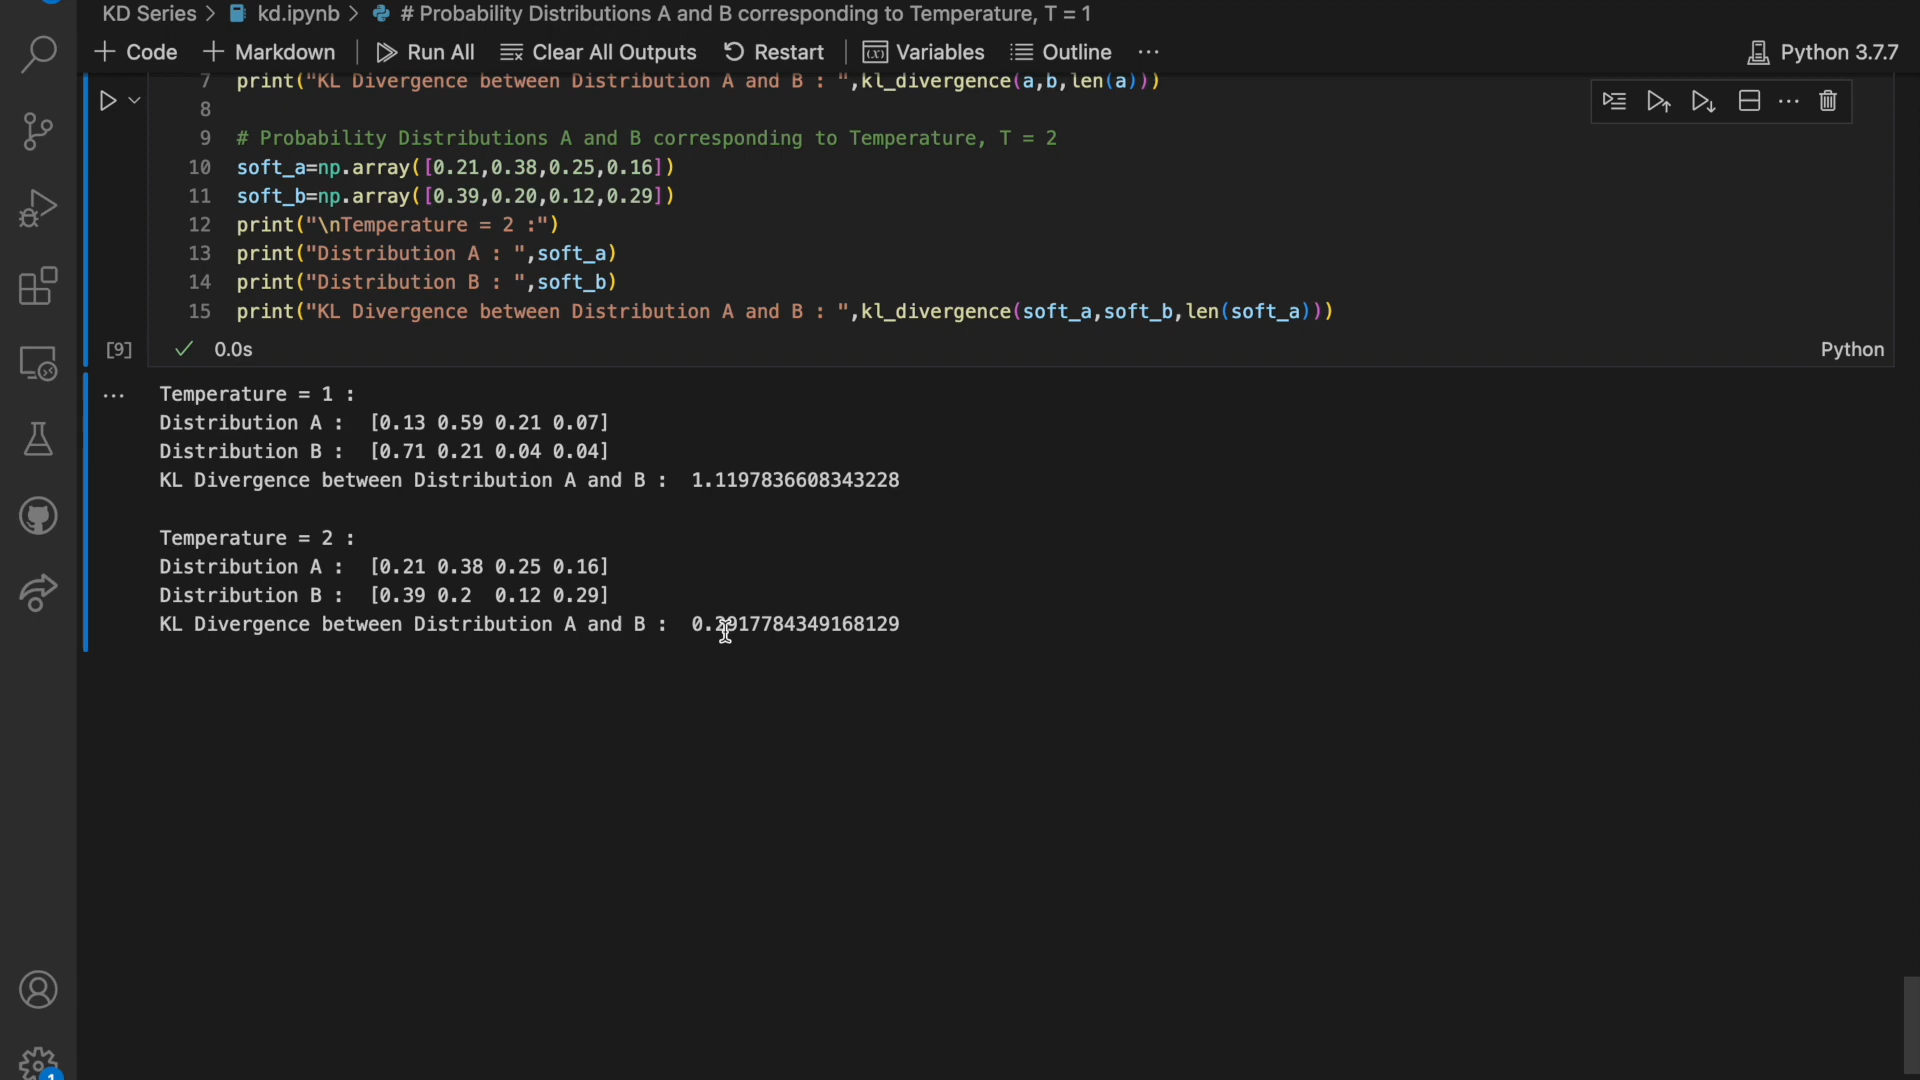 KD Series > kd.ipynb > # Probability Distributions A and B corresponding to Temperature, T = 1
+ Code + Markdown | Run All Clear All Outputs Restart | Variables Outline ... Python 3.7.7
7 print("KL Divergence between Distribution A and B : ",kl_divergence(a,b,len(a)))
8
9 # Probability Distributions A and B corresponding to Temperature, T = 2
10 soft_a=np.array([0.21,0.38,0.25,0.16])
11 soft_b=np.array([0.39,0.20,0.12,0.29])
12 print("\nTemperature = 2 :")
13 print("Distribution A : ",soft_a)
14 print("Distribution B : ",soft_b)
15 print("KL Divergence between Distribution A and B : ",kl_divergence(soft_a,soft_b,len(soft_a)))
[9] ✓ 0.0s Python
... Temperature = 1 :
Distribution A :  [0.13 0.59 0.21 0.07]
Distribution B :  [0.71 0.21 0.04 0.04]
KL Divergence between Distribution A and B :  1.1197836608343228
Temperature = 2 :
Distribution A :  [0.21 0.38 0.25 0.16]
Distribution B :  [0.39 0.2  0.12 0.29]
KL Divergence between Distribution A and B :  0.2917784349168129
1